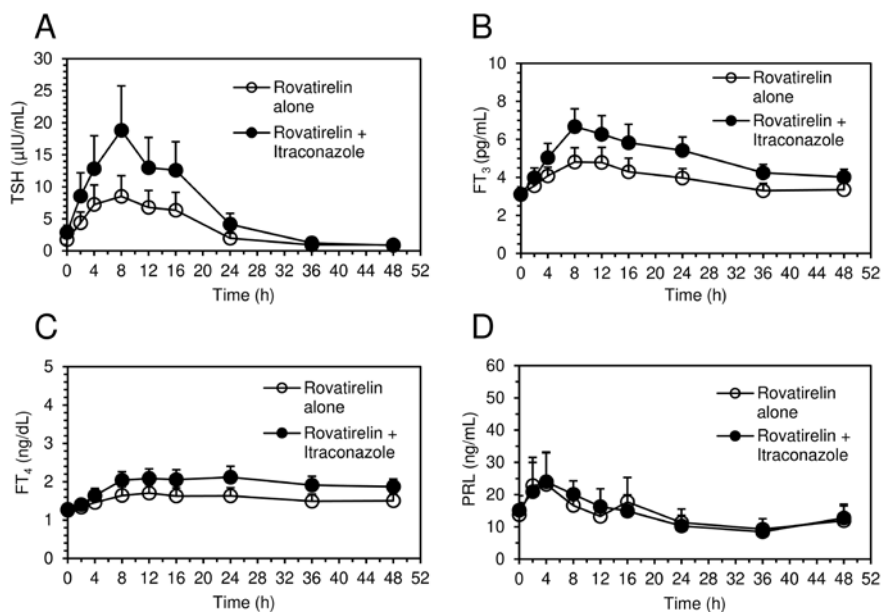 A
30
25
20
15
10
5
0
TSH (µIU/mL)
Rovatirelin
alone
Rovatirelin +
Itraconazole
0 4 8 12 16 20 24 28 32 36 40 44 48 52
Time (h)
B
10
8
6
4
2
0
FT₃ (pg/mL)
Rovatirelin
alone
Rovatirelin +
Itraconazole
0 4 8 12 16 20 24 28 32 36 40 44 48 52
Time (h)
C
5
4
3
2
1
0
FT₄ (ng/dL)
Rovatirelin
alone
Rovatirelin +
Itraconazole
0 4 8 12 16 20 24 28 32 36 40 44 48 52
Time (h)
D
60
50
40
30
20
10
0
PRL (ng/mL)
Rovatirelin
alone
Rovatirelin +
Itraconazole
0 4 8 12 16 20 24 28 32 36 40 44 48 52
Time (h)